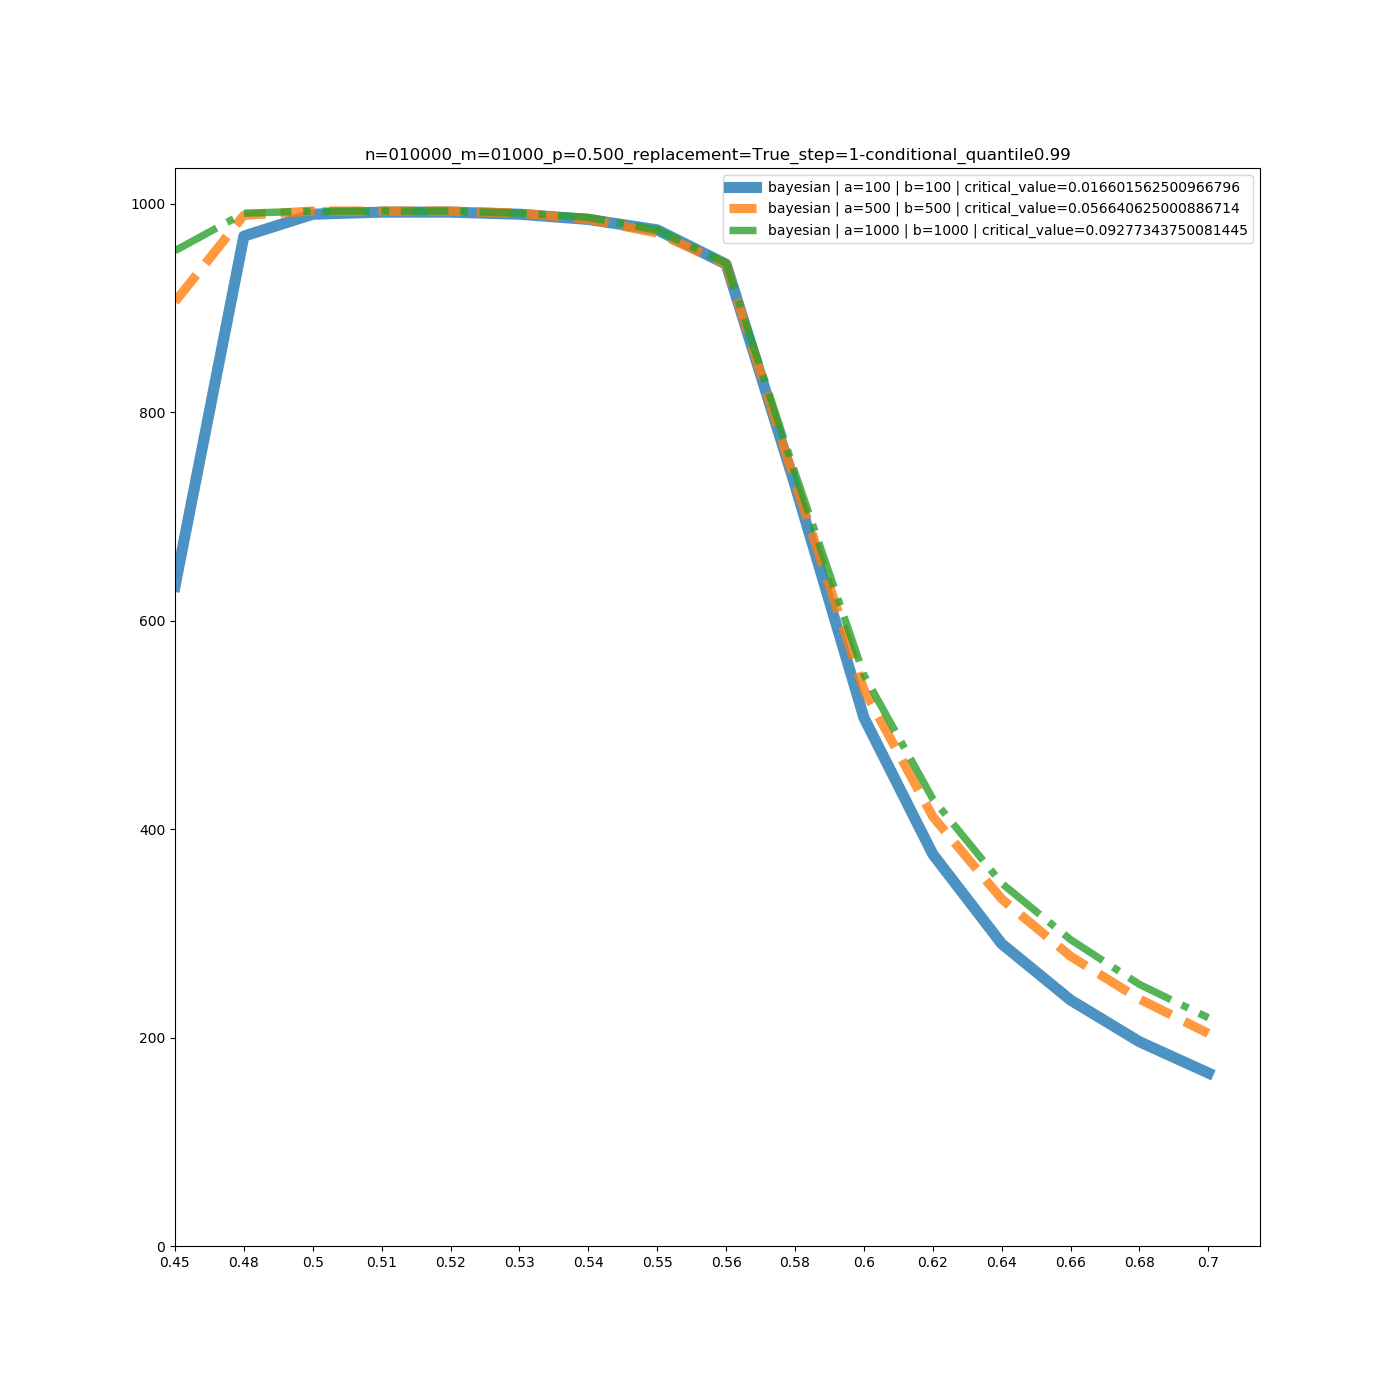 n=010000_m=01000_p=0.500_replacement=True_step=1-conditional_quantile0.99
bayesian | a=100 | b=100 | critical_value=0.016601562500966796
bayesian | a=500 | b=500 | critical_value=0.056640625000886714
bayesian | a=1000 | b=1000 | critical_value=0.09277343750081445
1000
800
600
400
200
0
0.45 0.48 0.5 0.51 0.52 0.53 0.54 0.55 0.56 0.58 0.6 0.62 0.64 0.66 0.68 0.7